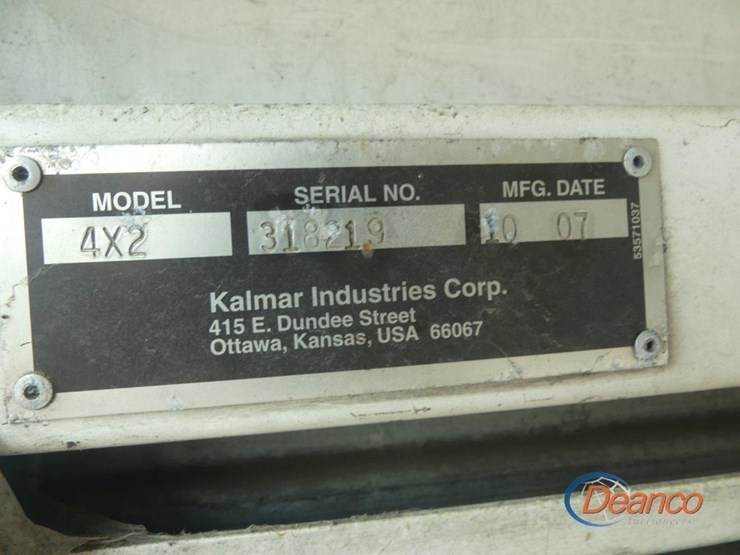 MODEL SERIAL NO. MFG. DATE
4X2 318219 10 07
53571037
Kalmar Industries Corp.
415 E. Dundee Street
Ottawa, Kansas, USA 66067
Deanco
Auctioneers